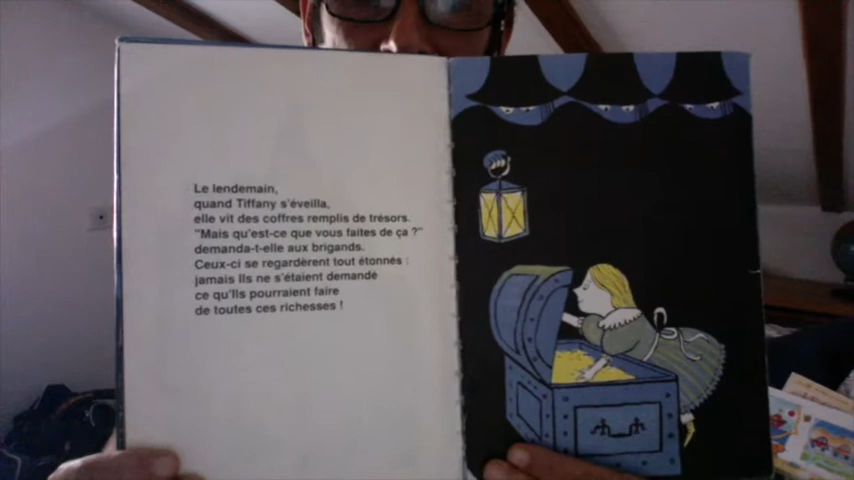 Le lendemain,
quand Tiffany s'éveilla,
elle vit des coffres remplis de trésors.
"Mais qu'est-ce que vous faites de ça ?"
demanda-t-elle aux brigands.
Ceux-ci se regardèrent tout étonnés :
jamais ils ne s'étaient demandé
ce qu'ils pourraient faire
de toutes ces richesses !